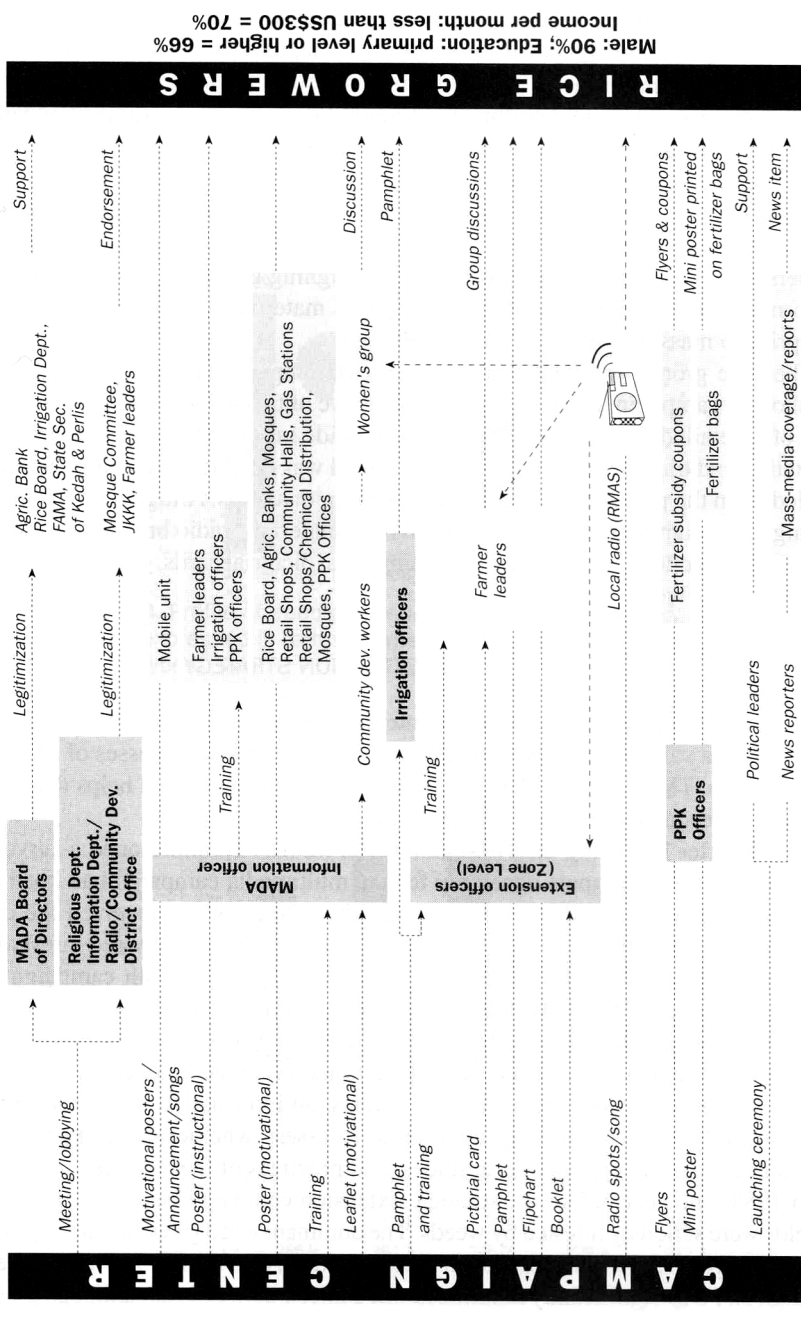 CAMPAIGN CENTER
Meeting/lobbying
Motivational posters /
Announcement/songs
Poster (instructional)
Poster (motivational)
Training
Leaflet (motivational)
Pamphlet
and training
Pictorial card
Pamphlet
Flipchart
Booklet
Radio spots/song
Flyers
Mini poster
Launching ceremony
MADA Board
of Directors
Religious Dept.
Information Dept./
Radio/Community Dev.
District Office
MADA
Information officer
Extension officers
(Zone Level)
Legitimization
Legitimization
Training
Community dev. workers
Irrigation officers
Training
PPK
Officers
Political leaders
News reporters
Agric. Bank
Rice Board, Irrigation Dept.,
FAMA, State Sec.
of Kedah & Perlis
Mosque Committee,
JKKK, Farmer leaders
Mobile unit
Farmer leaders
Irrigation officers
PPK officers
Rice Board, Agric. Banks, Mosques,
Retail Shops, Community Halls, Gas Stations
Retail Shops/Chemical Distribution,
Mosques, PPK Offices
Women's group
Farmer
leaders
Local radio (RMAS)
Fertilizer subsidy coupons
Fertilizer bags
Mass-media coverage/reports
Support
Endorsement
Discussion
Pamphlet
Group discussions
Flyers & coupons
Mini poster printed
on fertilizer bags
Support
News item
RICE GROWERS
Male: 90%; Education: primary level or higher = 66%
Income per month: less than US$300 = 70%